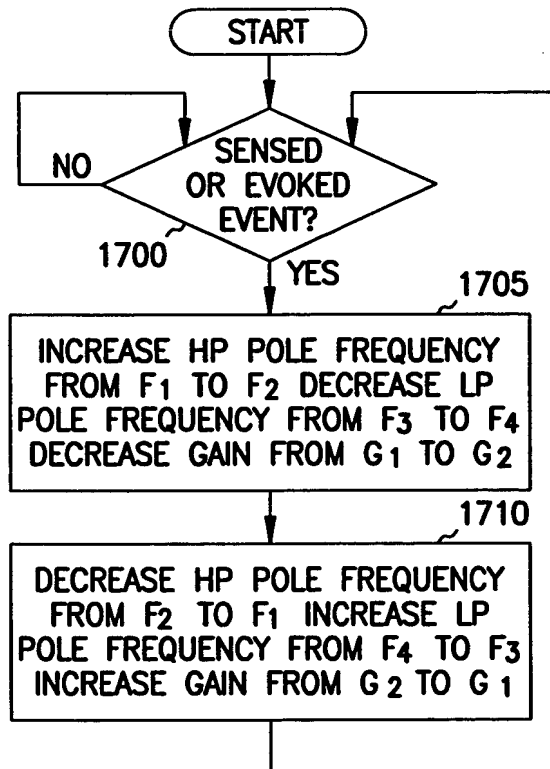 START
SENSED
OR EVOKED
EVENT?
NO
1700
YES
1705
INCREASE HP POLE FREQUENCY
FROM F1 TO F2 DECREASE LP
POLE FREQUENCY FROM F3 TO F4
DECREASE GAIN FROM G1 TO G2
1710
DECREASE HP POLE FREQUENCY
FROM F2 TO F1 INCREASE LP
POLE FREQUENCY FROM F4 TO F3
INCREASE GAIN FROM G2 TO G1